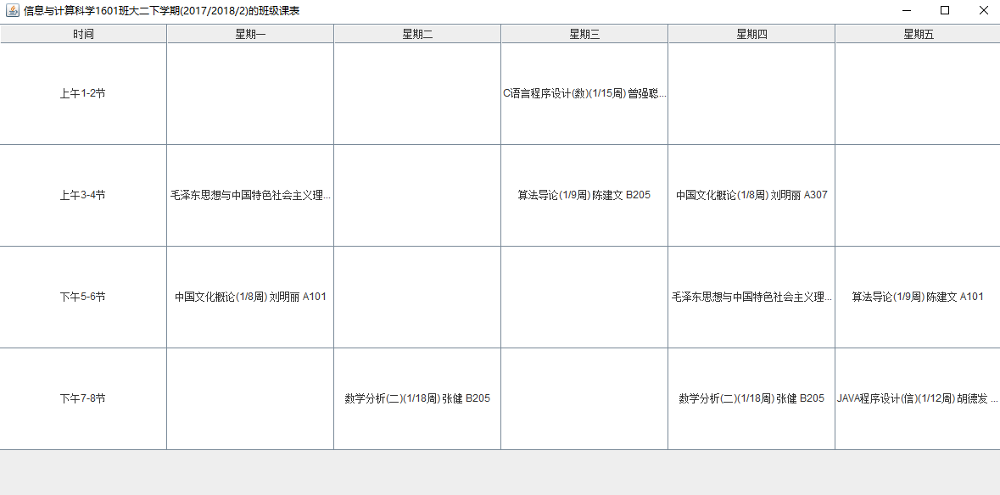 信息与计算科学1601班大二下学期(2017/2018/2)的班级课表
时间 星期一 星期二 星期三 星期四 星期五
上午1-2节 C语言程序设计(数)(1/15周) 曾强聪...
上午3-4节 毛泽东思想与中国特色社会主义理... 算法导论(1/9周) 陈建文 B205 中国文化概论(1/8周) 刘明丽 A307
下午5-6节 中国文化概论(1/8周) 刘明丽 A101 毛泽东思想与中国特色社会主义理... 算法导论(1/9周) 陈建文 A101
下午7-8节 数学分析(二)(1/18周) 张健 B205 数学分析(二)(1/18周) 张健 B205 JAVA程序设计(信)(1/12周) 胡德发 ...